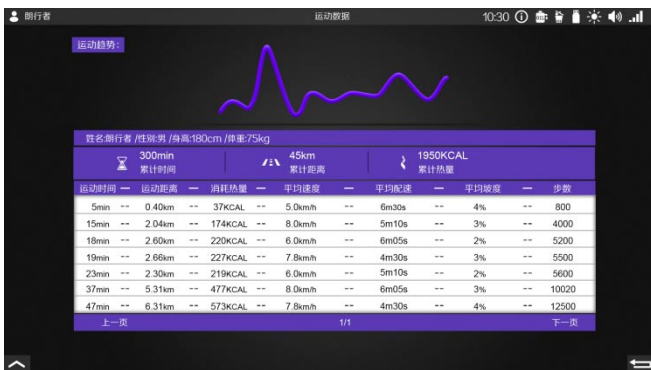 朗行者 运动数据 10:30
运动趋势:
姓名:朗行者 /性别:男 /身高:180cm /体重:75kg
300min 45km 1950KCAL
累计时间 累计距离 累计热量
运动时间 一 运动距离 一 消耗热量 一 平均速度 一 平均配速 一 平均坡度 一 步数
5min -- 0.40km -- 37KCAL -- 5.0km/h -- 6m30s -- 4% -- 800
15min -- 2.04km -- 174KCAL -- 8.0km/h -- 5m10s -- 3% -- 4000
18min -- 2.60km -- 220KCAL -- 6.0km/h -- 6m05s -- 2% -- 5200
19min -- 2.66km -- 227KCAL -- 7.8km/h -- 4m30s -- 3% -- 5500
23min -- 2.30km -- 219KCAL -- 6.0km/h -- 5m10s -- 2% -- 5600
37min -- 5.31km -- 477KCAL -- 8.0km/h -- 6m05s -- 3% -- 10020
47min -- 6.31km -- 573KCAL -- 7.8km/h -- 4m30s -- 4% -- 12500
上一页 1/1 下一页